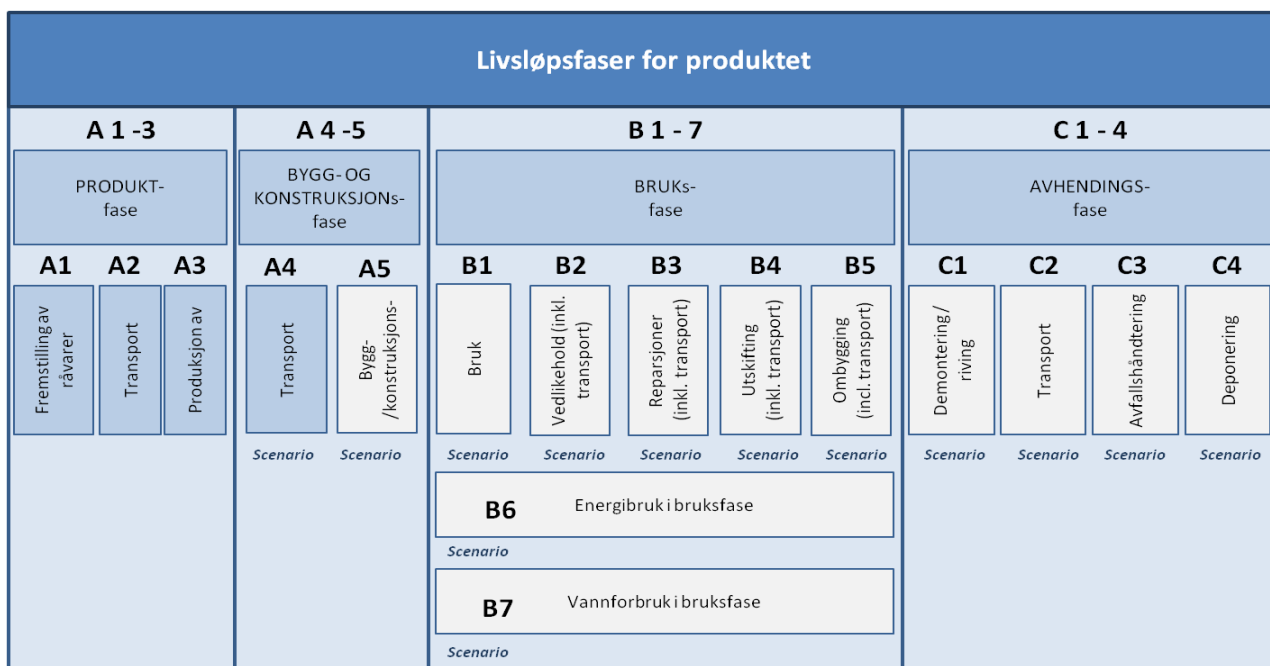 Livsløpsfaser for produktet
A 1 -3
A 4 -5
B 1 - 7
C 1 - 4
PRODUKT-
fase
BYGG- OG
KONSTRUKSJONs-
fase
BRUKs-
fase
AVHENDINGS-
fase
A1
A2
A3
A4
A5
B1
B2
B3
B4
B5
C1
C2
C3
C4
Fremstilling av
råvarer
Transport
Produksjon av
Transport
Bygg-
/konstruksjons-
Bruk
Vedlikehold (inkl.
transport)
Reparsjoner
(inkl. transport)
Utskifting
(inkl. transport)
Ombygging
(incl. transport)
Demontering/
riving
Transport
Avfallshåndtering
Deponering
Scenario
Scenario
Scenario
Scenario
Scenario
Scenario
Scenario
Scenario
Scenario
Scenario
Scenario
B6 Energibruk i bruksfase
Scenario
B7 Vannforbruk i bruksfase
Scenario